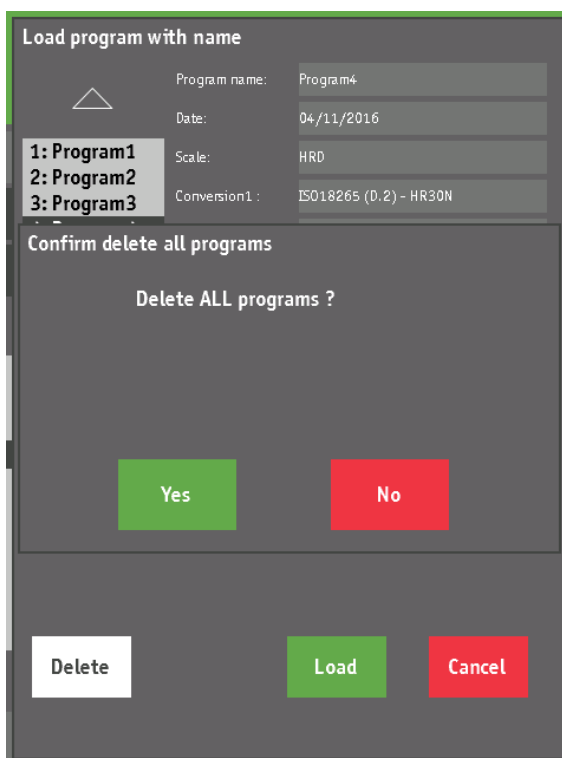 Load program with name
Program name: Program4
Date: 04/11/2016
1: Program1
Scale: HRD
2: Program2
3: Program3
Conversion1 : ISO18265 (D.2) - HR30N
Confirm delete all programs
Delete ALL programs ?
Yes No
Delete Load Cancel